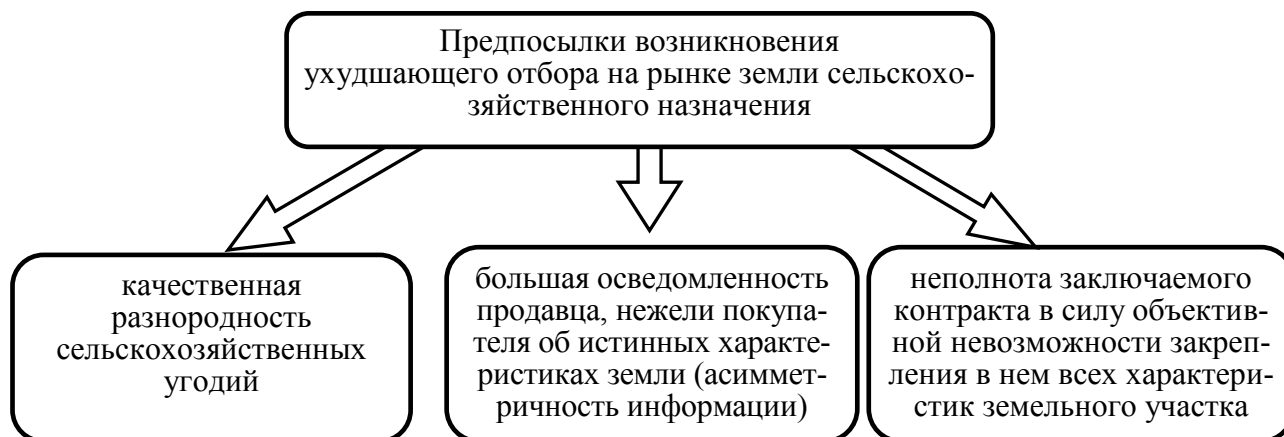 Предпосылки возникновения
ухудшающего отбора на рынке земли сельскохо-
зяйственного назначения
качественная
разнородность
сельскохозяйственных
угодий
большая осведомленность
продавца, нежели покупа-
теля об истинных характе-
ристиках земли (асиммет-
ричность информации)
неполнота заключаемого
контракта в силу объектив-
ной невозможности закреп-
ления в нем всех характери-
стик земельного участка